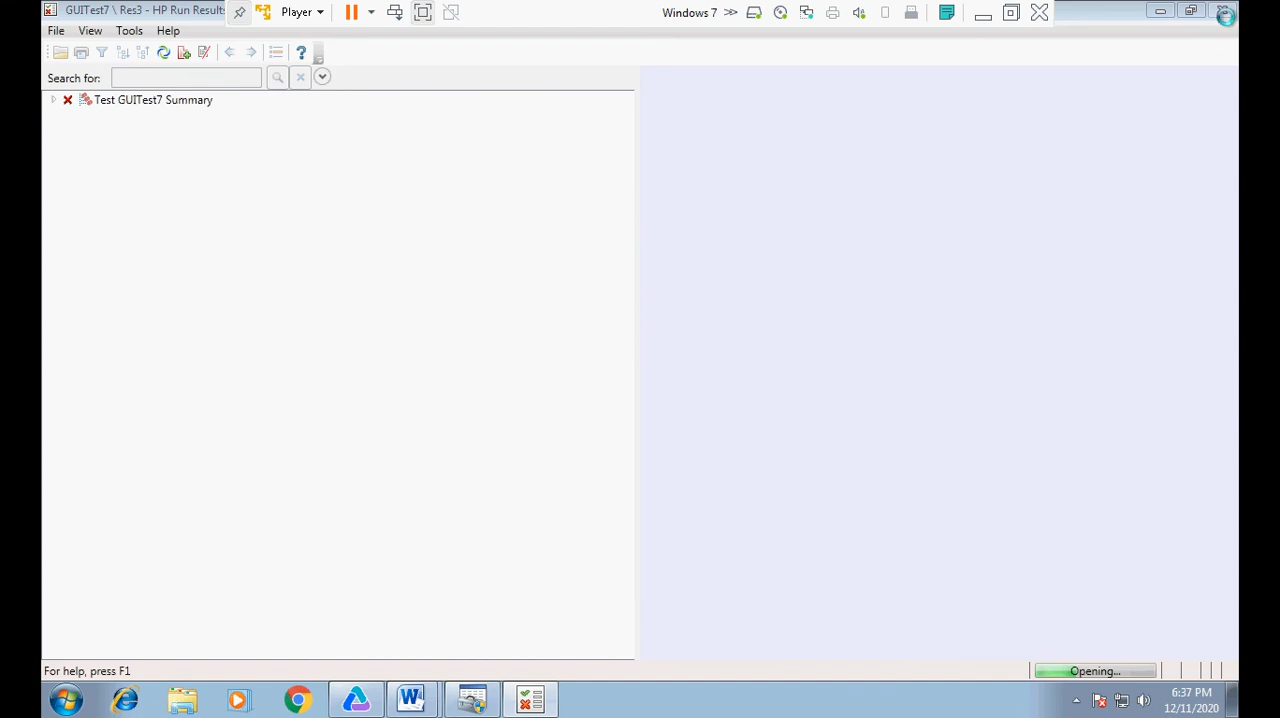 GUITest7 \ Res3 - HP Run Results
Player
Windows 7
File View Tools Help
Search for:
Test GUITest7 Summary
For help, press F1
Opening...
6:37 PM
12/11/2020